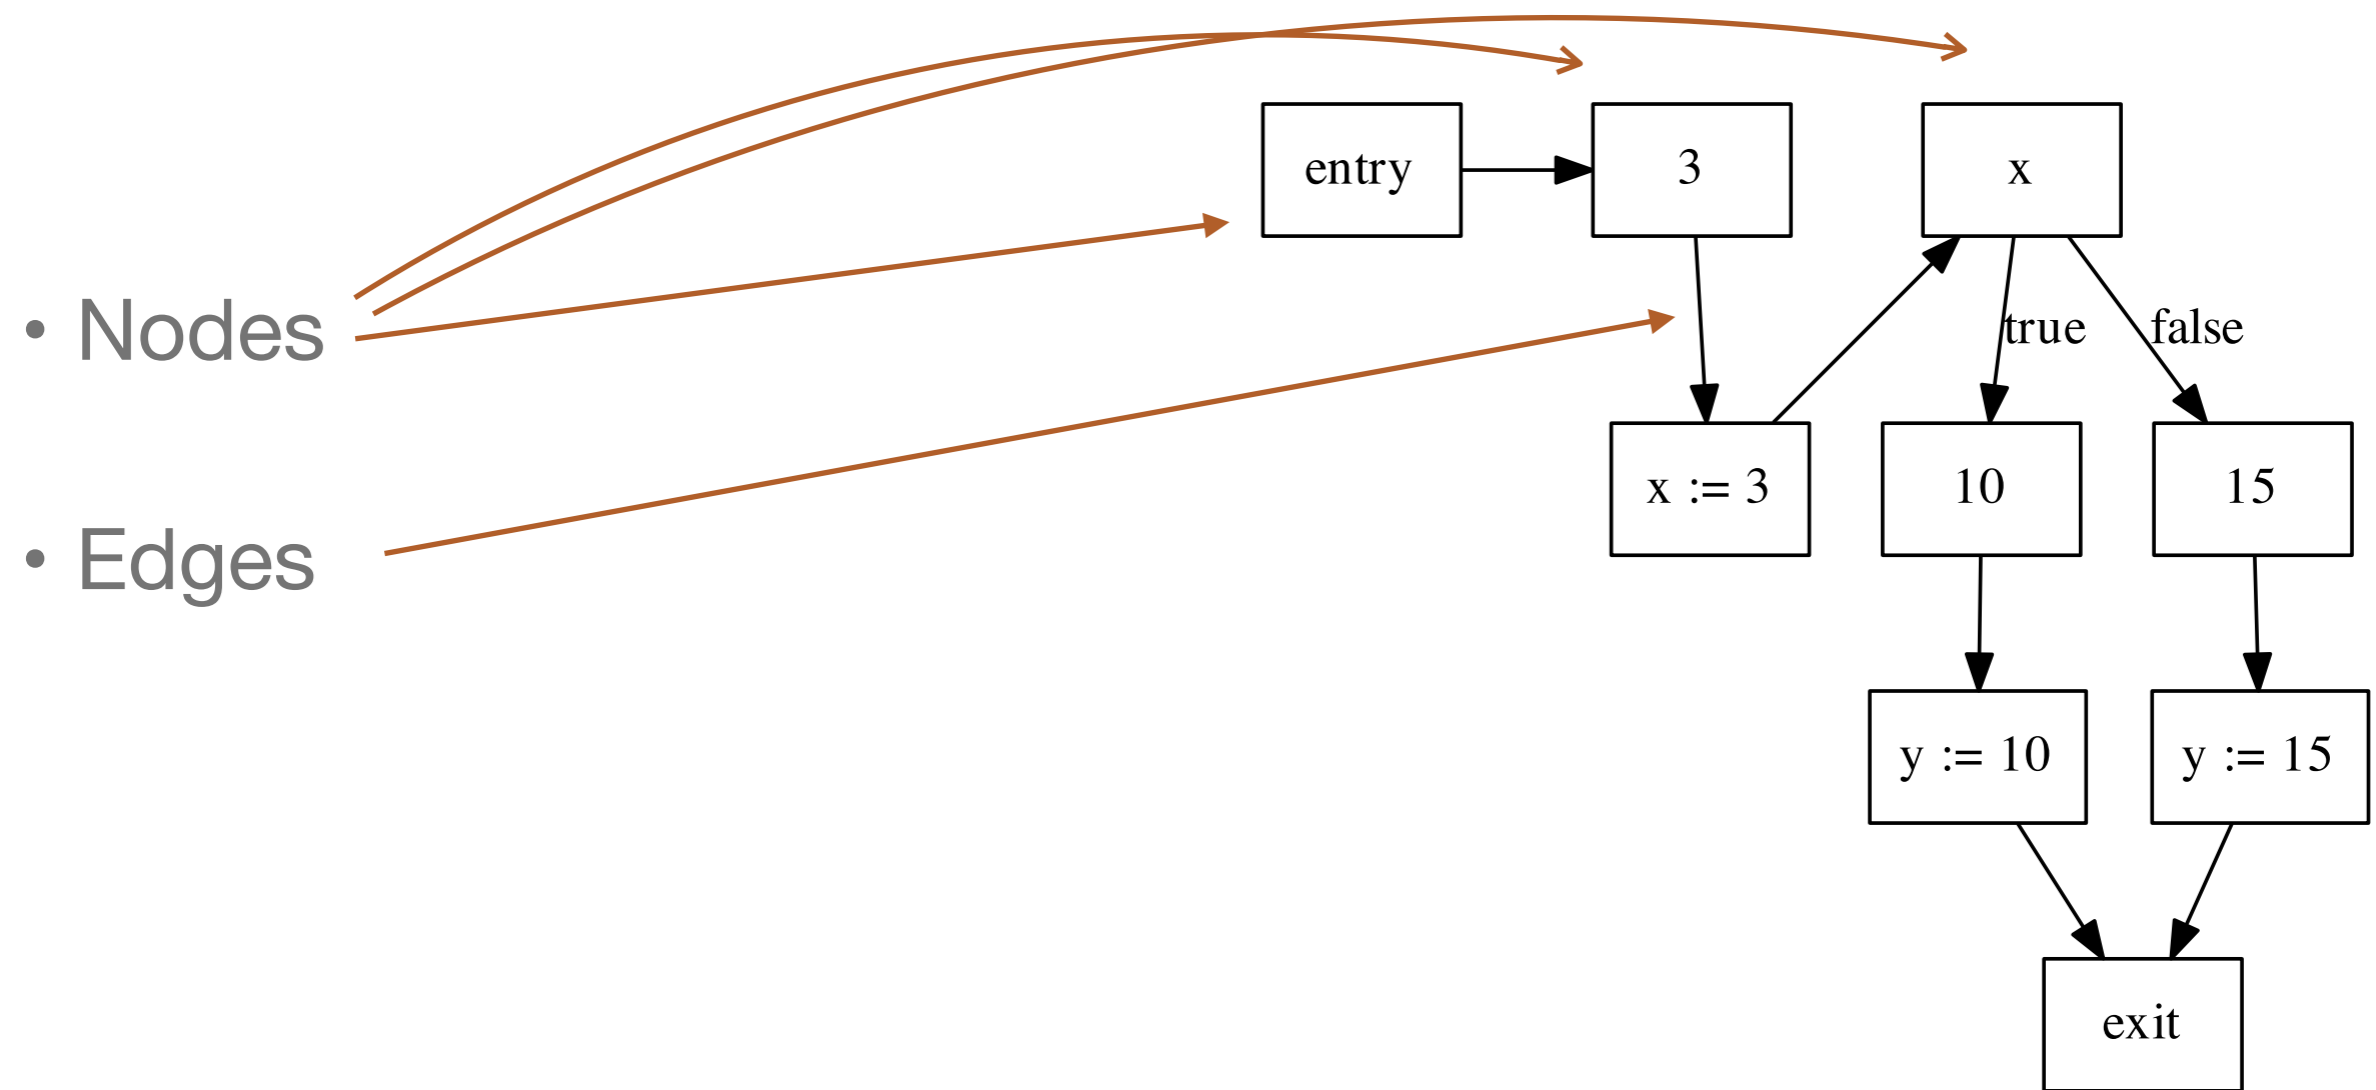 entry
3
x
• Nodes
true
false
x := 3
10
15
• Edges
y := 10
y := 15
exit